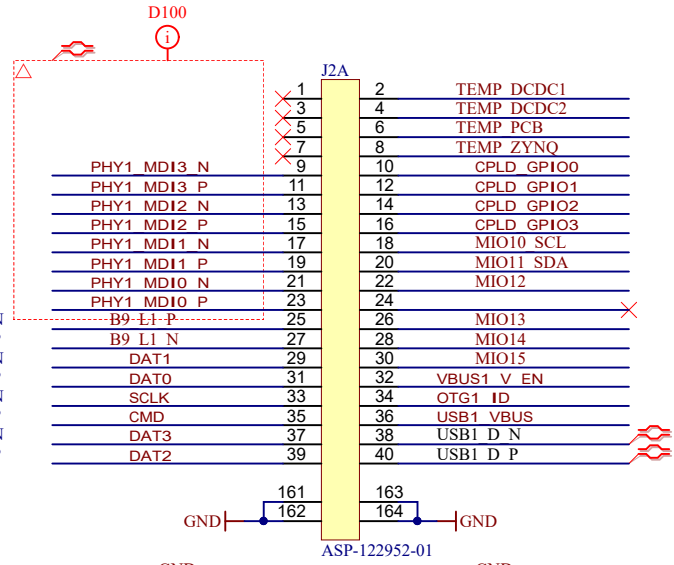 D100
i
J2A
1 2 TEMP_DCDC1
3 4 TEMP_DCDC2
5 6 TEMP_PCB
7 8 TEMP_ZYNQ
PHY1_MDI3_N 9 10 CPLD_GPIO0
PHY1_MDI3_P 11 12 CPLD_GPIO1
PHY1_MDI2_N 13 14 CPLD_GPIO2
PHY1_MDI2_P 15 16 CPLD_GPIO3
PHY1_MDI1_N 17 18 MIO10_SCL
PHY1_MDI1_P 19 20 MIO11_SDA
PHY1_MDI0_N 21 22 MIO12
PHY1_MDI0_P 23 24
B9_L1_P 25 26 MIO13
B9_L1_N 27 28 MIO14
DAT1 29 30 MIO15
DAT0 31 32 VBUS1_V_EN
SCLK 33 34 OTG1_ID
CMD 35 36 USB1_VBUS
DAT3 37 38 USB1_D_N
DAT2 39 40 USB1_D_P
161 163
GND 162 164 GND
ASP-122952-01